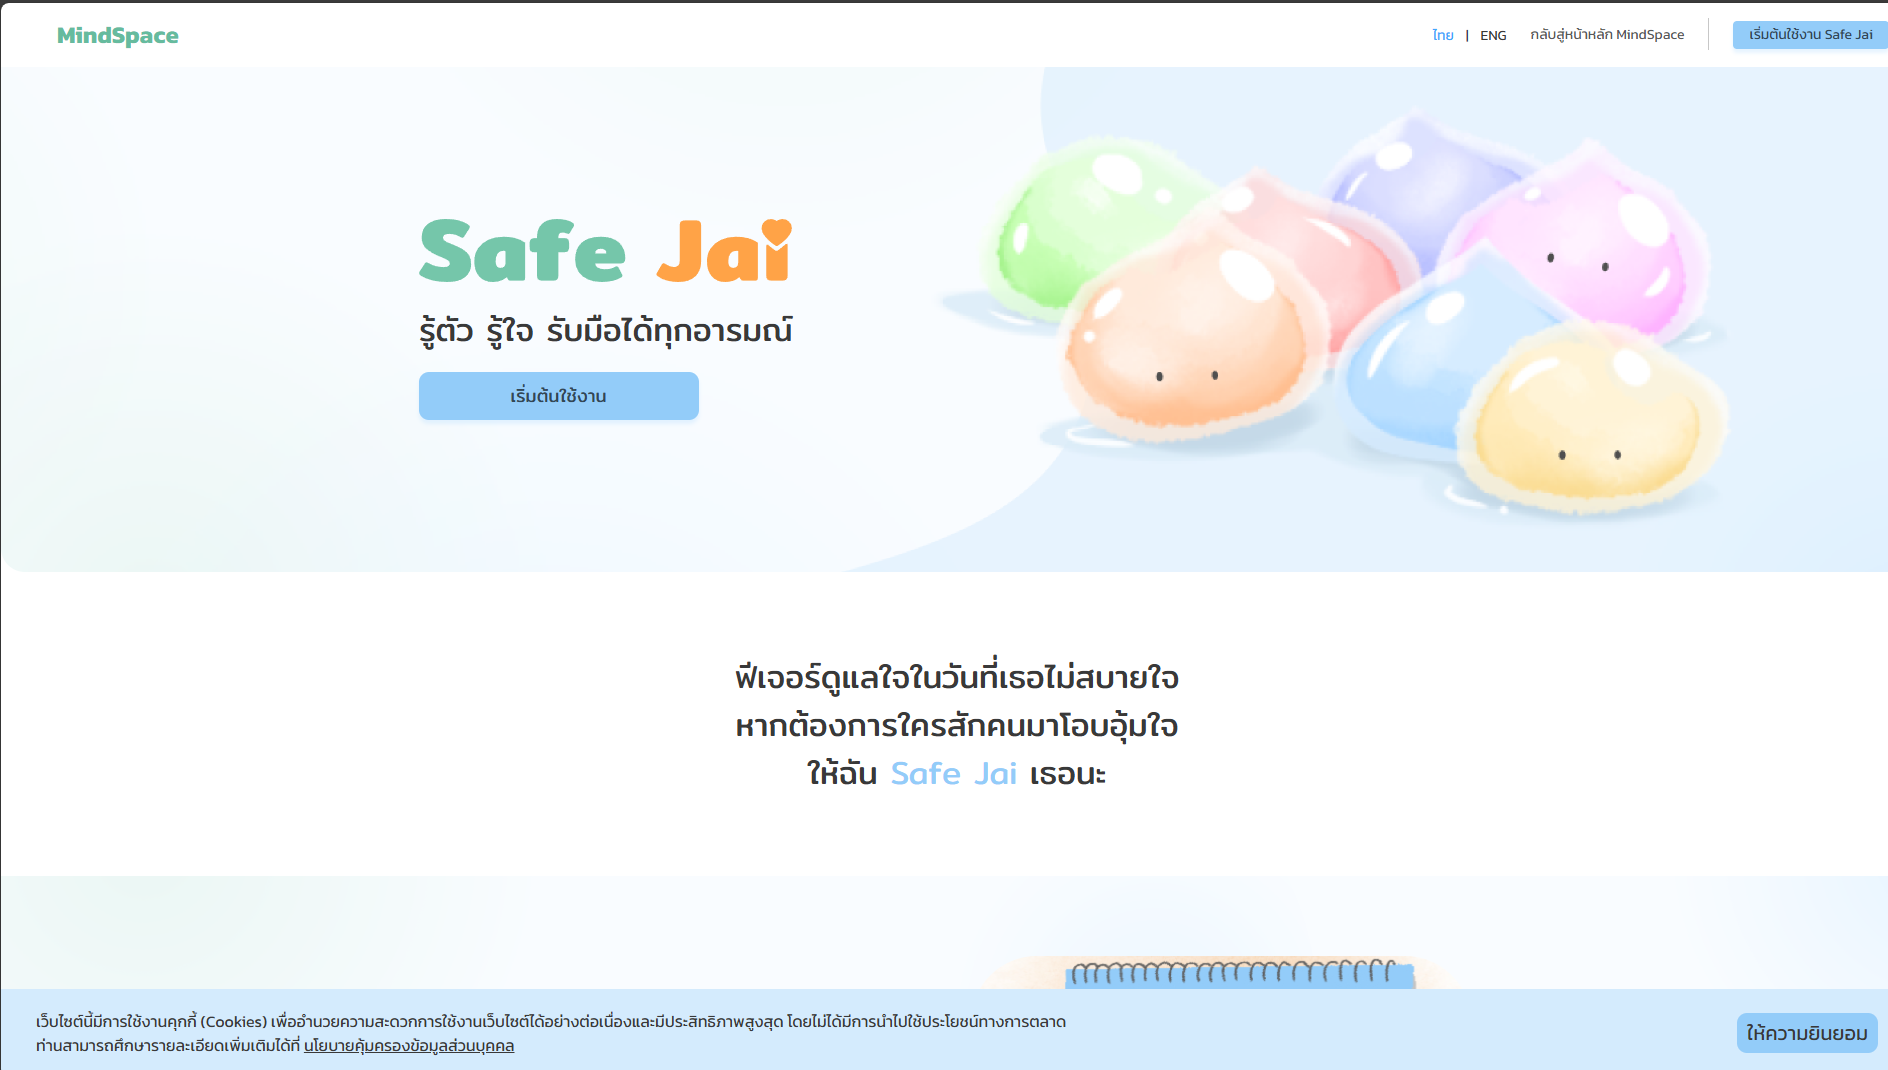 MindSpace
ไทย | ENG กลับสู่หน้าหลัก MindSpace เริ่มต้นใช้งาน Safe Jai
Safe Jai
รู้ตัว รู้ใจ รับมือได้ทุกอารมณ์
เริ่มต้นใช้งาน
ฟีเจอร์ดูแลใจในวันที่เธอไม่สบายใจ
หากต้องการใครสักคนมาโอบอุ้มใจ
ให้ฉัน Safe Jai เธอนะ
เว็บไซต์นี้มีการใช้งานคุกกี้ (Cookies) เพื่ออำนวยความสะดวกการใช้งานเว็บไซต์ได้อย่างต่อเนื่องและมีประสิทธิภาพสูงสุด โดยไม่ได้มีการนำไปใช้ประโยชน์ทางการตลาด
ท่านสามารถศึกษารายละเอียดเพิ่มเติมได้ที่ นโยบายคุ้มครองข้อมูลส่วนบุคคล
ให้ความยินยอม